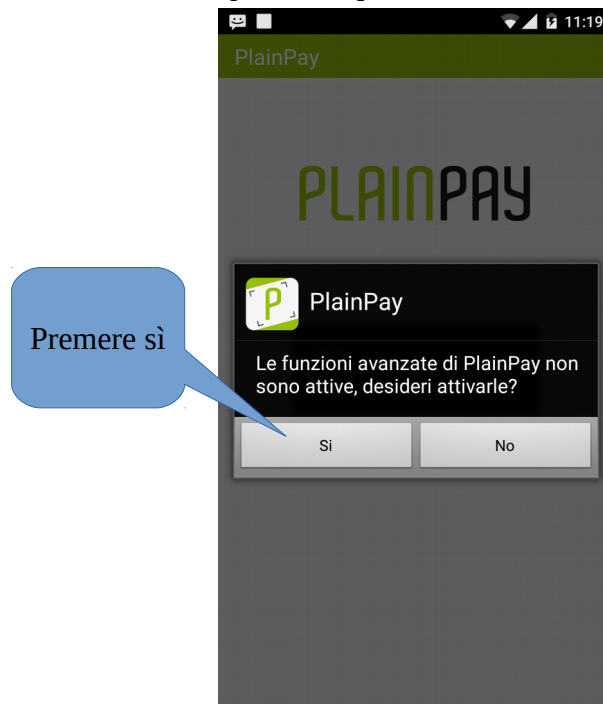 11:19
PlainPay
PLAINPAY
PlainPay
Premere sì
Le funzioni avanzate di PlainPay non
sono attive, desideri attivarle?
Si
No